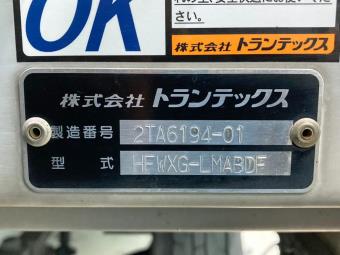 OK
さい。
株式会社 トランテックス
株式会社 トランテックス
製造番号 2TA6194-01
型 式 HFWXG-LMABDF